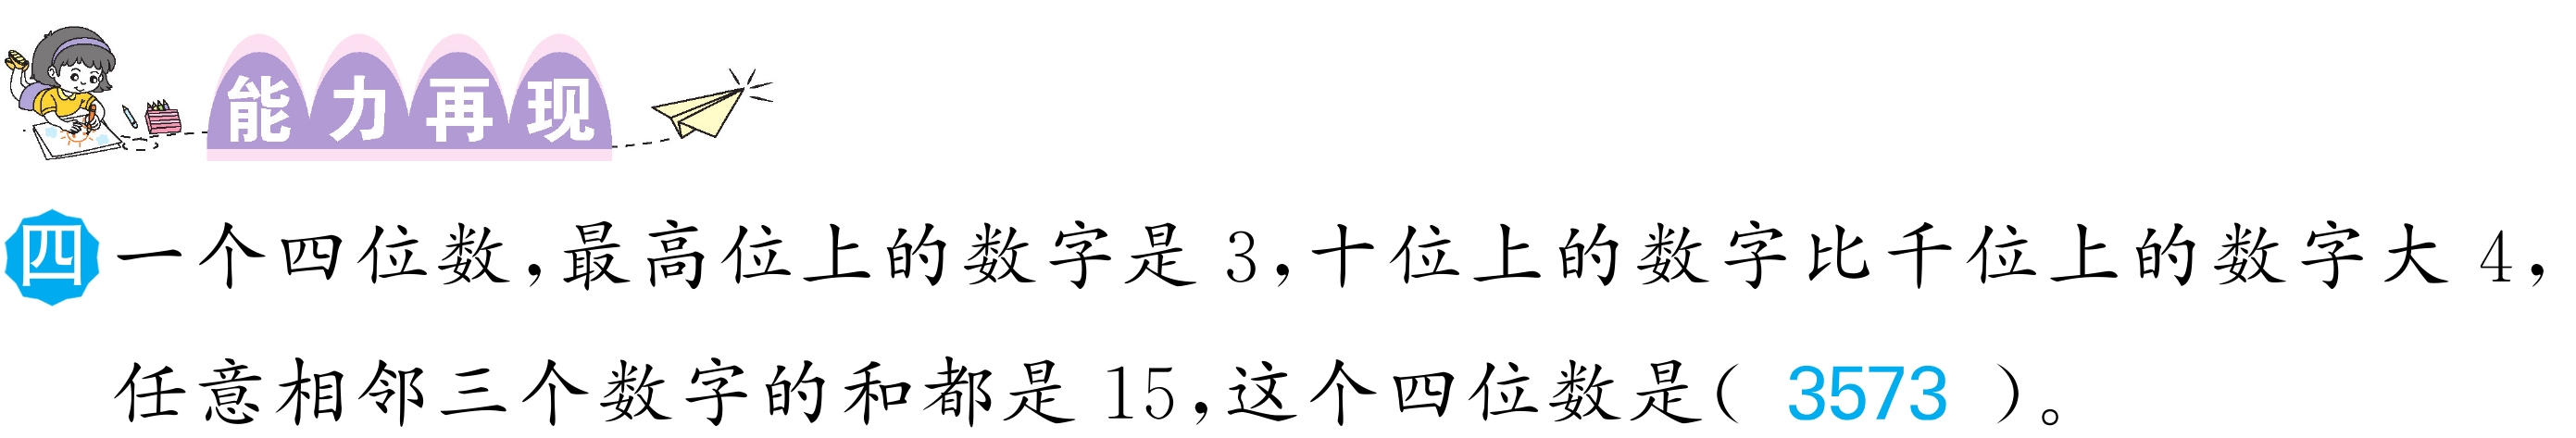 能力再现
四 一个四位数,最高位上的数字是 3,十位上的数字比千位上的数字大 4,
任意相邻三个数字的和都是 15,这个四位数是( 3573 )。